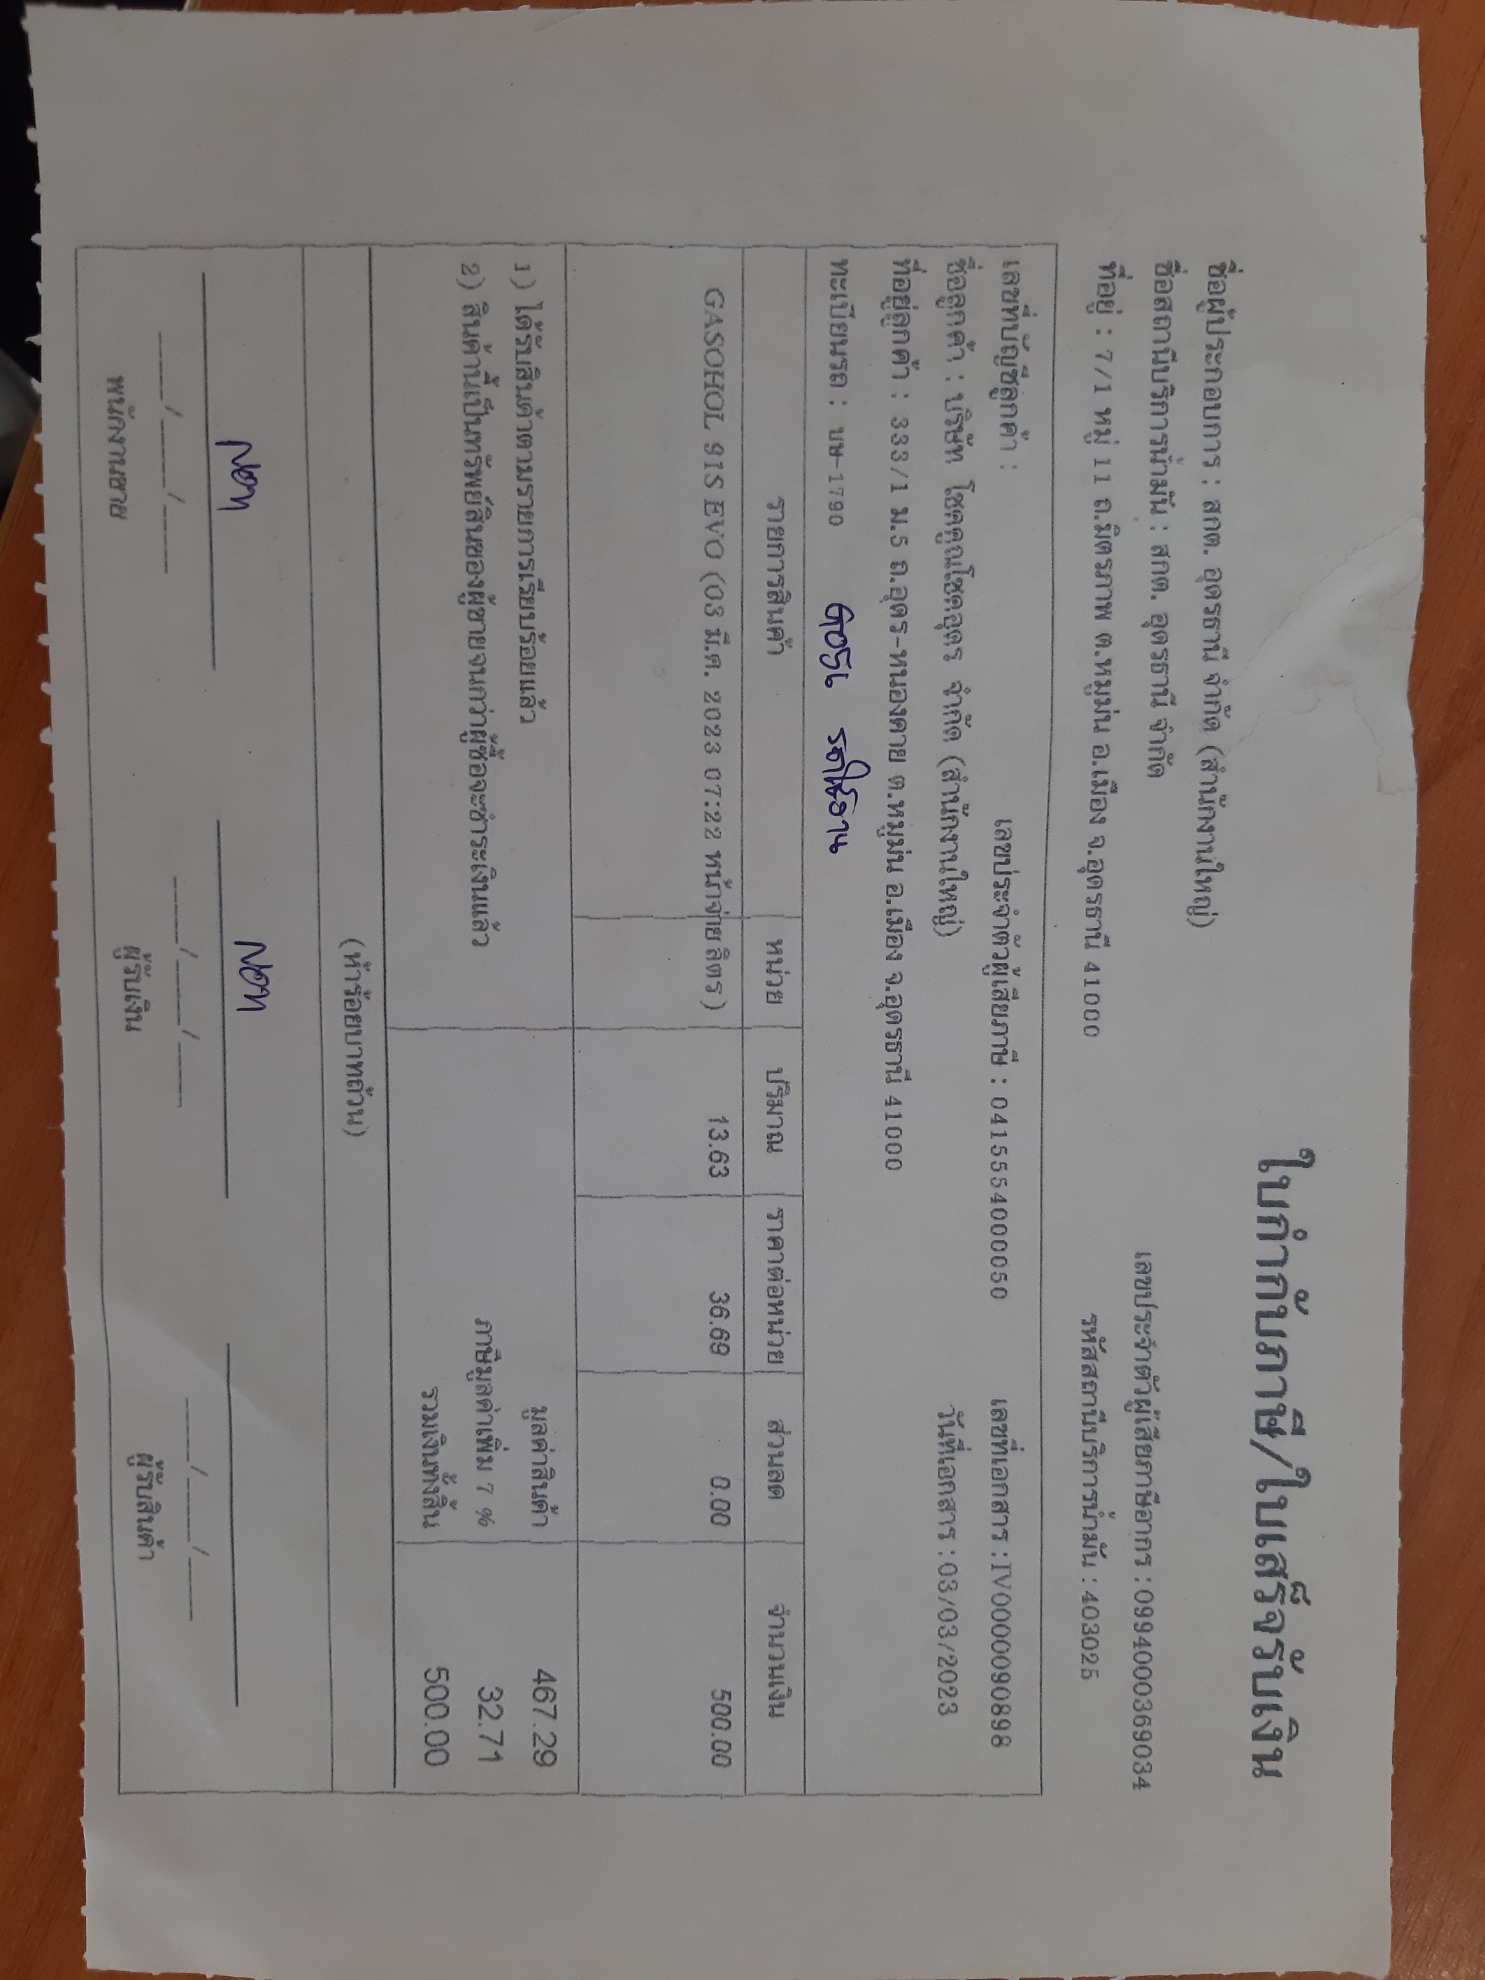 ใบกำกับภาษี/ใบเสร็จรับเงิน
ชื่อผู้ประกอบการ : สกต. อุดรธานี จำกัด (สำนักงานใหญ่)
เลขประจำตัวผู้เสียภาษีอากร : 0994000369034
ชื่อสถานีบริการน้ำมัน : สกต. อุดรธานี จำกัด
รหัสสถานีบริการน้ำมัน : 403025
ที่อยู่ : 7/1 หมู่ 11 ถ.มิตรภาพ ต.หมูม่น อ.เมือง จ.อุดรธานี 41000
เลขที่บัญชีลูกค้า : เลขประจำตัวผู้เสียภาษี : 0415554000050 เลขที่เอกสาร : IV0000090898
ชื่อลูกค้า : บริษัท โชคคูณโชคอุดร จำกัด (สำนักงานใหญ่) วันที่เอกสาร : 03/03/2023
ที่อยู่ลูกค้า : 333/1 ม.5 ถ.อุดร-หนองคาย ต.หมูม่น อ.เมือง จ.อุดรธานี 41000
ทะเบียนรถ : บษ-1790
รายการสินค้า หน่วย ปริมาณ ราคาต่อหน่วย ส่วนลด จำนวนเงิน
GASOHOL 91S EVO (03 มี.ค. 2023 07:22 หน้าจ่าย ลิตร) 13.63 36.69 0.00 500.00
1) ได้รับสินค้าตามรายการเรียบร้อยแล้ว มูลค่าสินค้า 467.29
2) สินค้านี้เป็นทรัพย์สินของผู้ขายจนกว่าผู้ซื้อจะชำระเงินแล้ว ภาษีมูลค่าเพิ่ม 7 % 32.71
รวมเงินทั้งสิ้น 500.00
(ห้าร้อยบาทถ้วน)
___/___/___ ___/___/___ ___/___/___
พนักงานขาย ผู้รับเงิน ผู้รับสินค้า